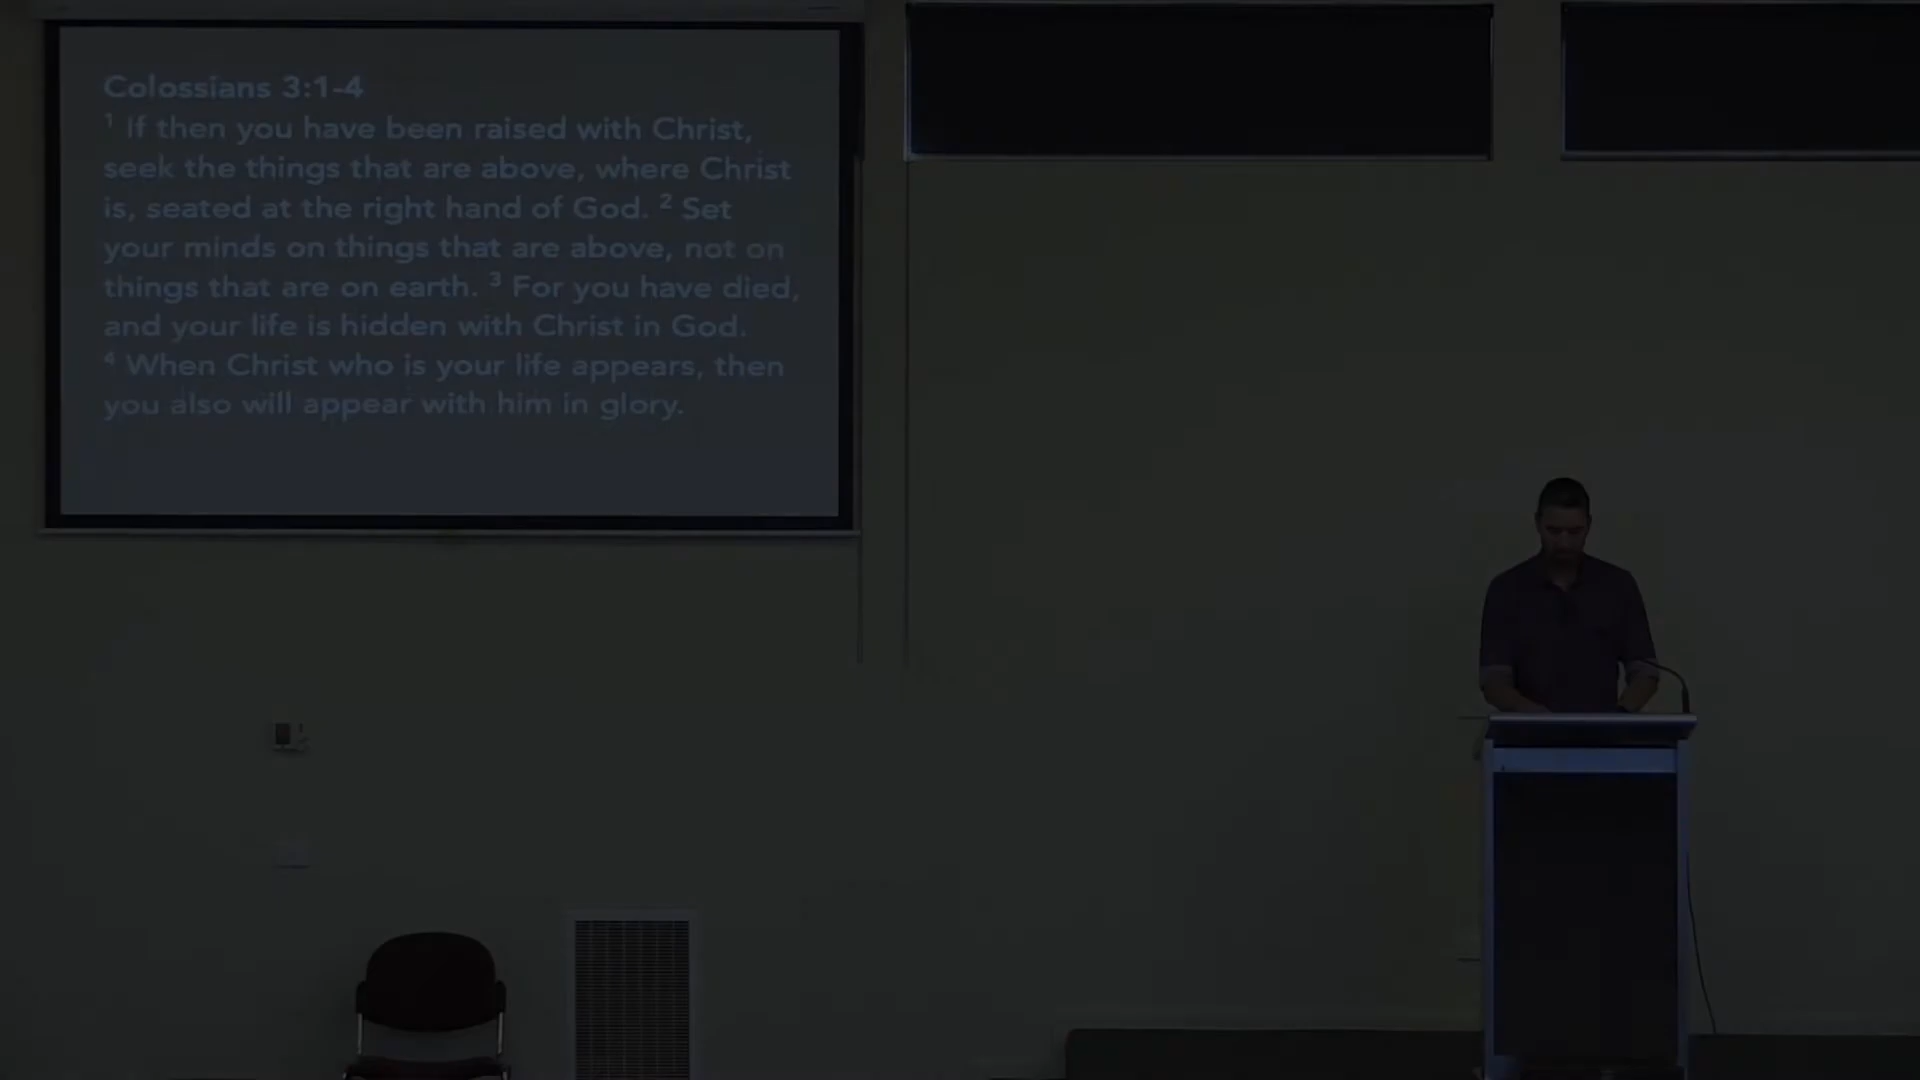 Colossians 3:1-4
1 If then you have been raised with Christ,
seek the things that are above, where Christ
is, seated at the right hand of God. 2 Set
your minds on things that are above, not on
things that are on earth. 3 For you have died,
and your life is hidden with Christ in God.
4 When Christ who is your life appears, then
you also will appear with him in glory.